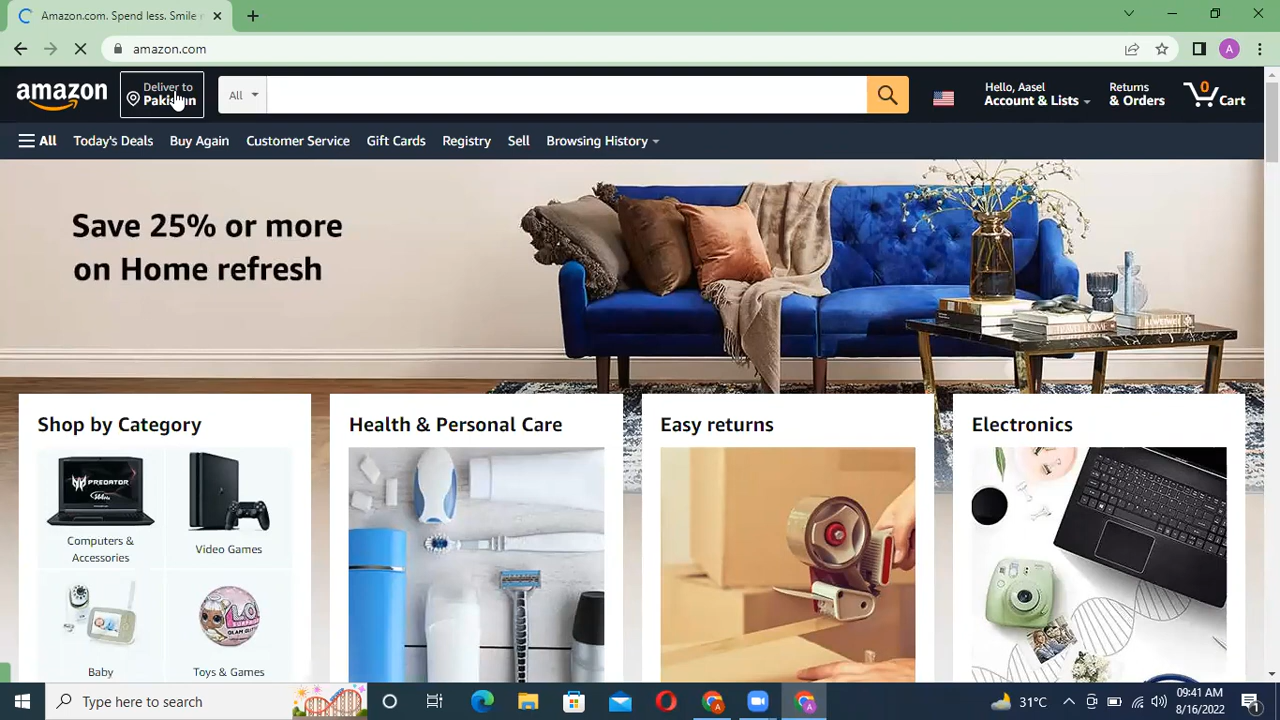 Amazon.com. Spend less. Smile
amazon.com
amazon
Deliver to
Pakistan
All
Hello, Aasel
Account & Lists
Returns
& Orders
0
Cart
All
Today's Deals
Buy Again
Customer Service
Gift Cards
Registry
Sell
Browsing History
Save 25% or more
on Home refresh
Shop by Category
Health & Personal Care
Easy returns
Electronics
PREDATOR
Computers &
Accessories
Video Games
Baby
Toys & Games
Type here to search
31°C
09:41 AM
8/16/2022
1
A